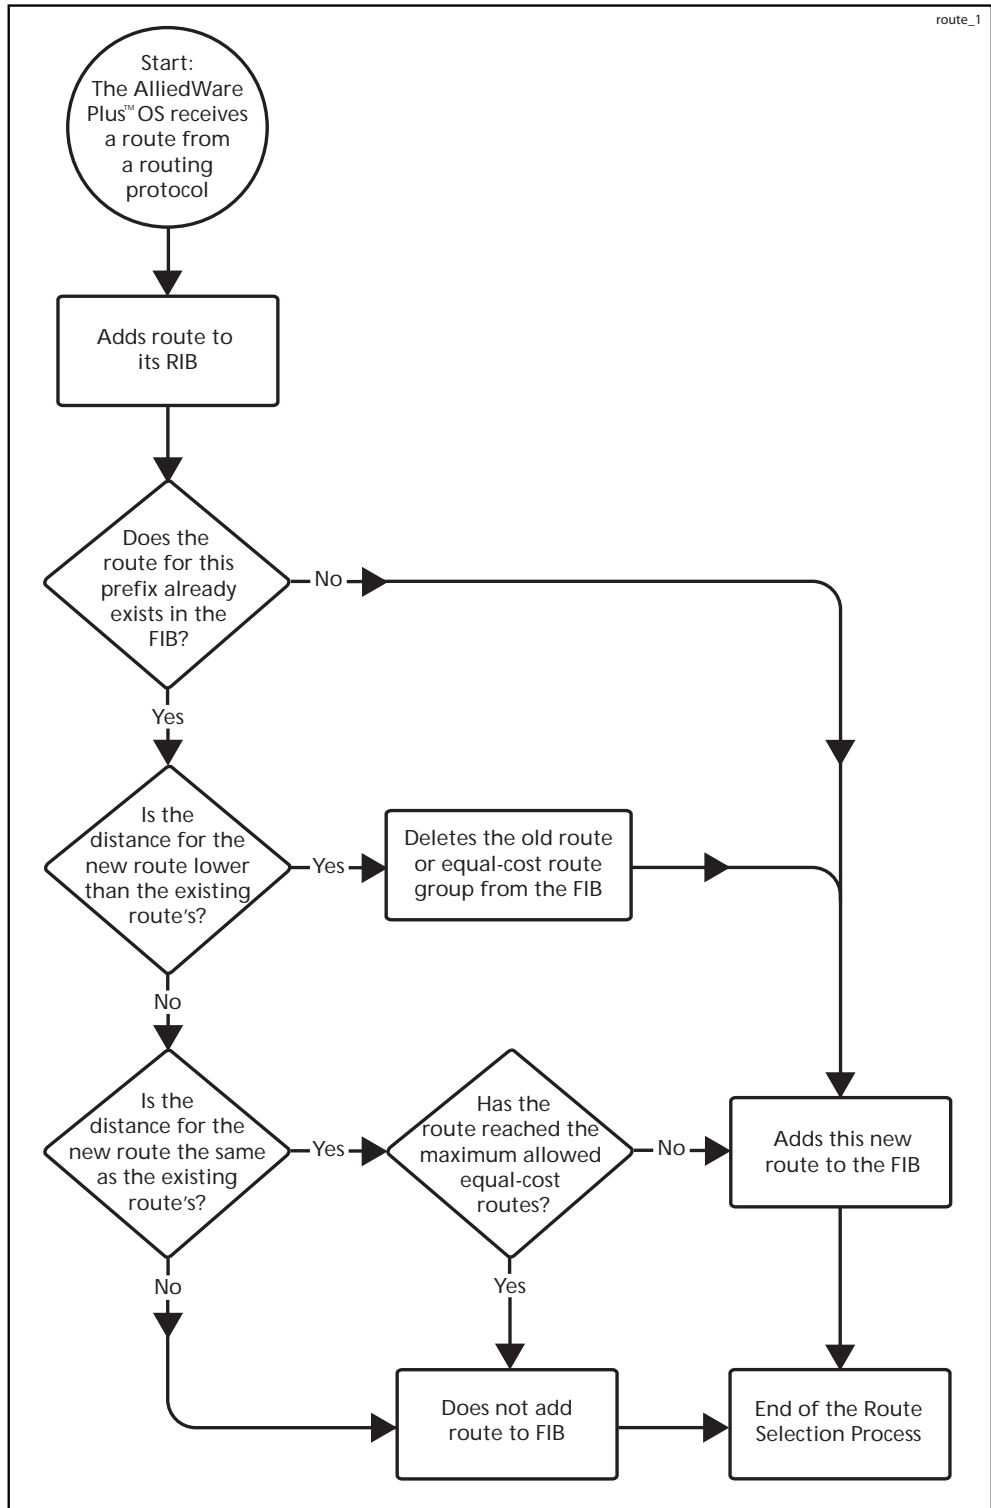 route_1
Start:
The AlliedWare
Plus™ OS receives
a route from
a routing
protocol
Adds route to
its RIB
Does the
route for this
prefix already
exists in the
FIB?
No
Yes
Is the
distance for the
new route lower
than the existing
route's?
Yes
Deletes the old route
or equal-cost route
group from the FIB
No
Is the
distance for the
new route the same
as the existing
route's?
Yes
Has the
route reached the
maximum allowed
equal-cost
routes?
No
Adds this new
route to the FIB
No
Yes
Does not add
route to FIB
End of the Route
Selection Process